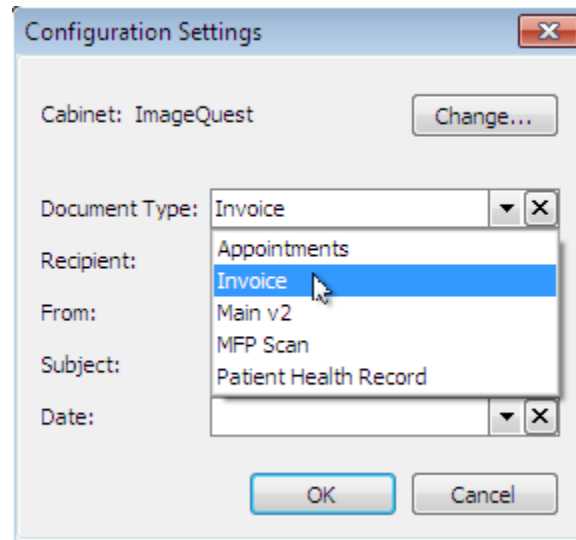 Configuration Settings
Cabinet: ImageQuest
Change...
Document Type: Invoice
Appointments
Recipient:
Invoice
From:
Main v2
MFP Scan
Subject:
Patient Health Record
Date:
OK
Cancel